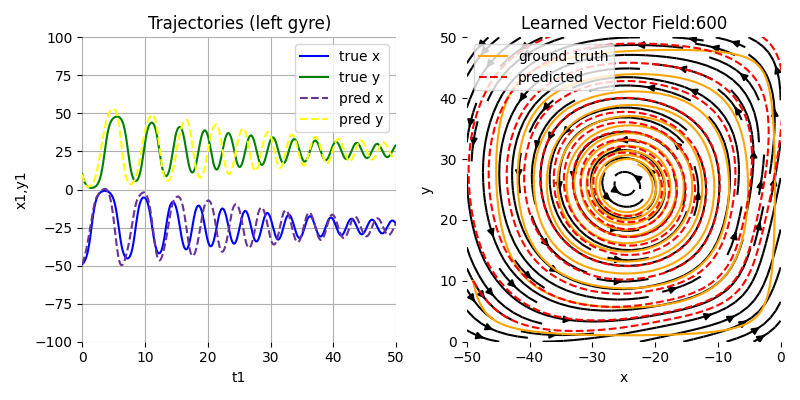 Trajectories (left gyre)
x1,y1
100
75
50
25
0
−25
−50
−75
−100
true x
true y
pred x
pred y
0
10
20
30
40
50
t1
Learned Vector Field:600
y
50
40
30
20
10
0
ground_truth
predicted
−50
−40
−30
−20
−10
0
x